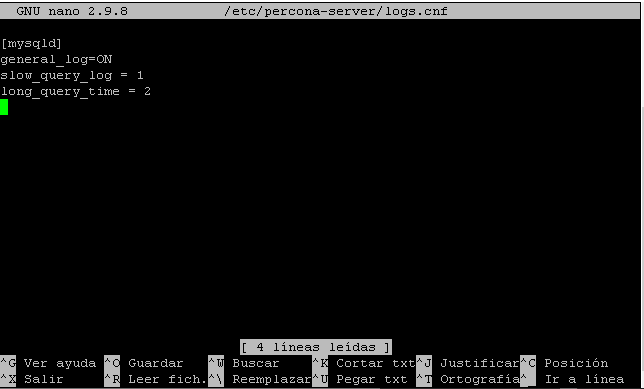 GNU nano 2.9.8 /etc/percona-server/logs.cnf
[mysqld]
general_log=ON
slow_query_log = 1
long_query_time = 2
[ 4 líneas leídas ]
^G Ver ayuda ^O Guardar ^W Buscar ^K Cortar txt ^J Justificar ^C Posición
^X Salir ^R Leer fich. ^\ Reemplazar ^U Pegar txt ^T Ortografía ^_ Ir a línea